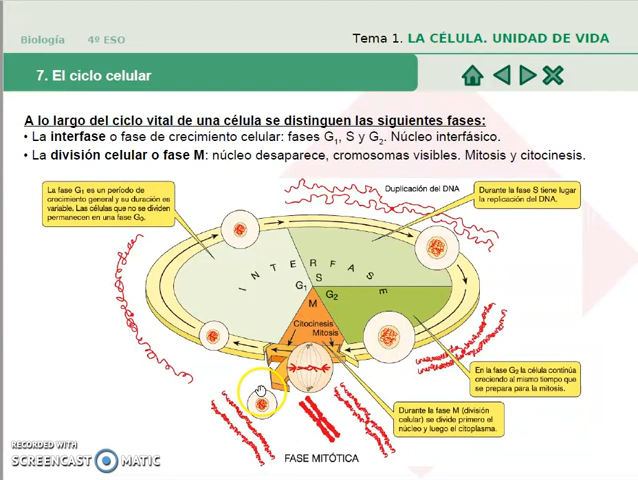 Biología 4º ESO
Tema 1. LA CÉLULA. UNIDAD DE VIDA
7. El ciclo celular
A lo largo del ciclo vital de una célula se distinguen las siguientes fases:
• La interfase o fase de crecimiento celular: fases G1, S y G2. Núcleo interfásico.
• La división celular o fase M: núcleo desaparece, cromosomas visibles. Mitosis y citocinesis.
La fase G1 es un período de
crecimiento general y su duración es
variable. Las células que no se dividen
permanecen en una fase G0.
Duplicación del DNA
Durante la fase S tiene lugar
la replicación del DNA.
INTERFASE
S
G1
G2
M
Citocinesis
Mitosis
En la fase G2 la célula continúa
creciendo al mismo tiempo que
se prepara para la mitosis.
Durante la fase M (división
celular) se divide primero el
núcleo y luego el citoplasma.
FASE MITÓTICA
RECORDED WITH
SCREENCAST MATIC